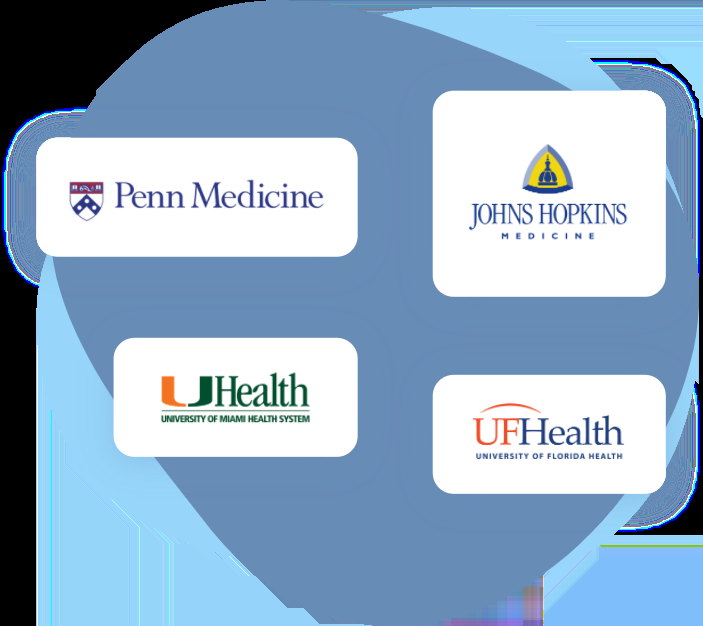 Penn Medicine
JOHNS HOPKINS
MEDICINE
UHealth
UNIVERSITY OF MIAMI HEALTH SYSTEM
UFHealth
UNIVERSITY OF FLORIDA HEALTH